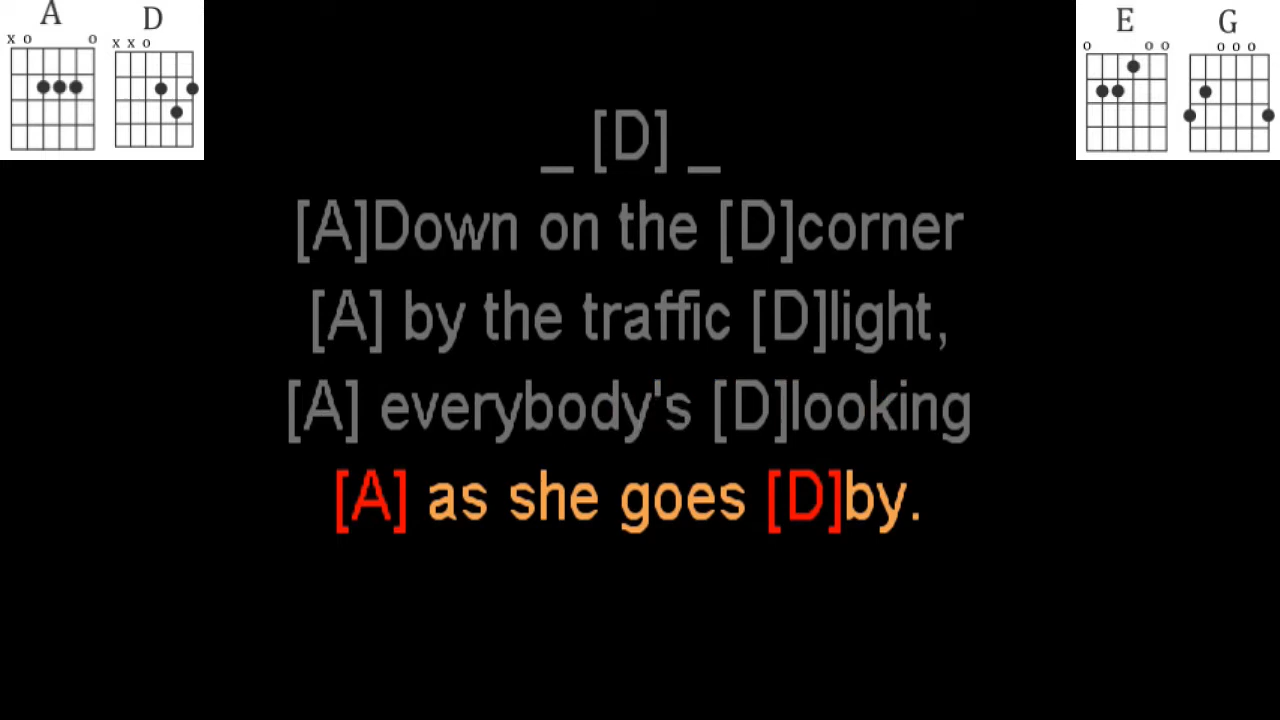 A D E G
x o o x x o o o o o o o
_ [D] _
[A]Down on the [D]corner
[A] by the traffic [D]light,
[A] everybody's [D]looking
[A] as she goes [D]by.